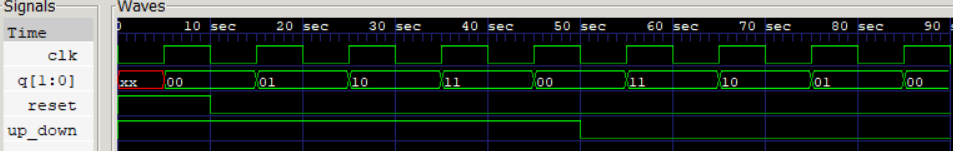 Signals Waves
Time 0 10 sec 20 sec 30 sec 40 sec 50 sec 60 sec 70 sec 80 sec 90
clk
q[1:0] xx 00 01 10 11 00 11 10 01 00
reset
up_down